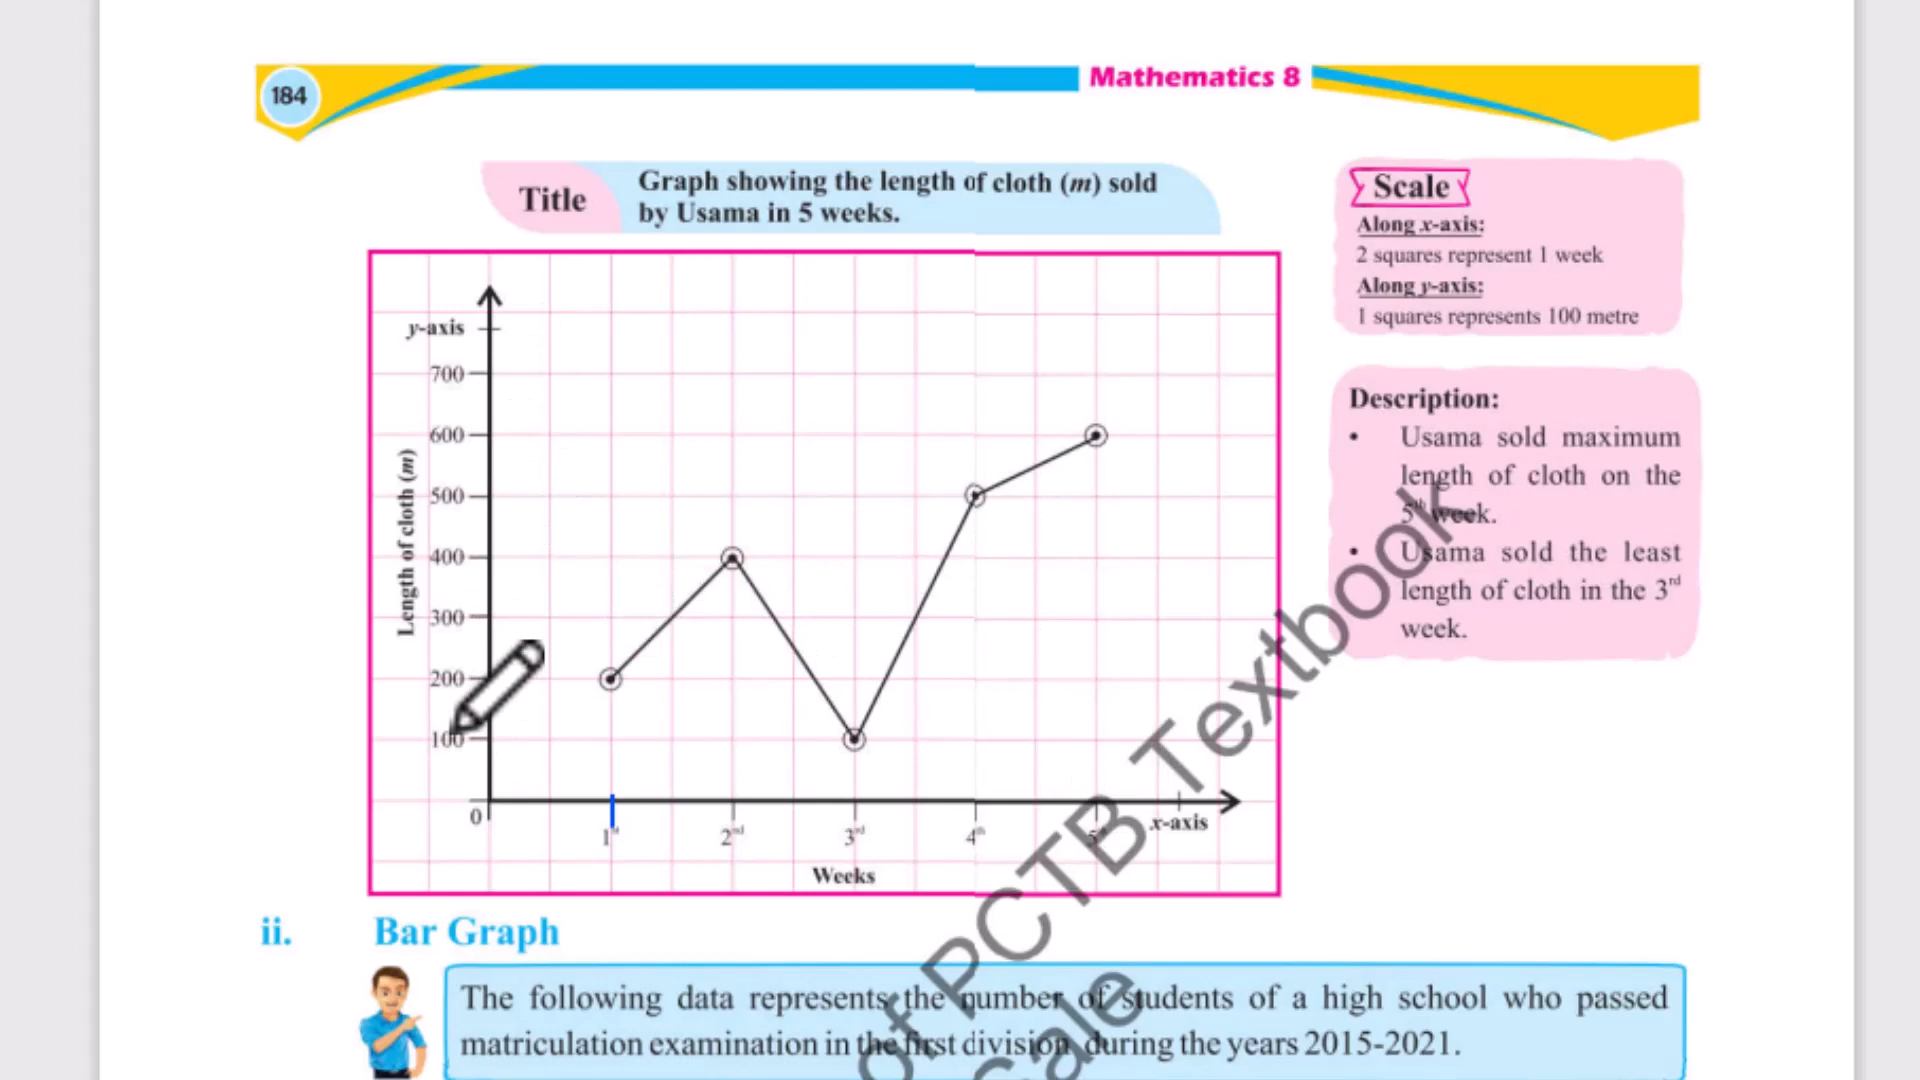 184
Mathematics 8
Title
Graph showing the length of cloth (m) sold
by Usama in 5 weeks.
Scale
Along x-axis:
2 squares represent 1 week
Along y-axis:
1 squares represents 100 metre
y-axis
700
600
500
400
300
200
100
0
Length of cloth (m)
1st
2nd
3rd
4th
5th
x-axis
Weeks
Description:
• Usama sold maximum
length of cloth on the
5th week.
• Usama sold the least
length of cloth in the 3rd
week.
ii. Bar Graph
The following data represents the number of students of a high school who passed
matriculation examination in the first division during the years 2015-2021.
of PCTB Textbook
Sale